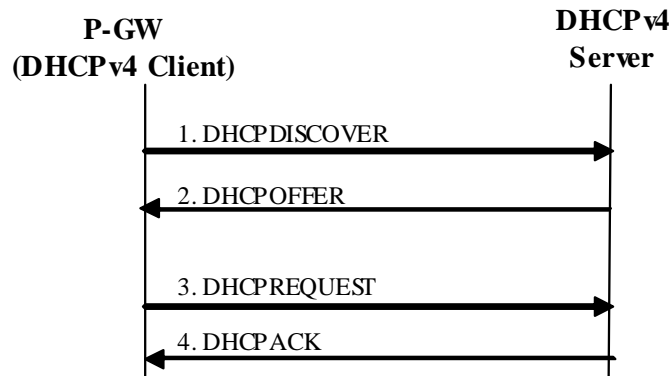 P-GW
(DHCPv4 Client)
DHCPv4
Server
1. DHCPDISCOVER
2. DHCPOFFER
3. DHCPREQUEST
4. DHCPACK